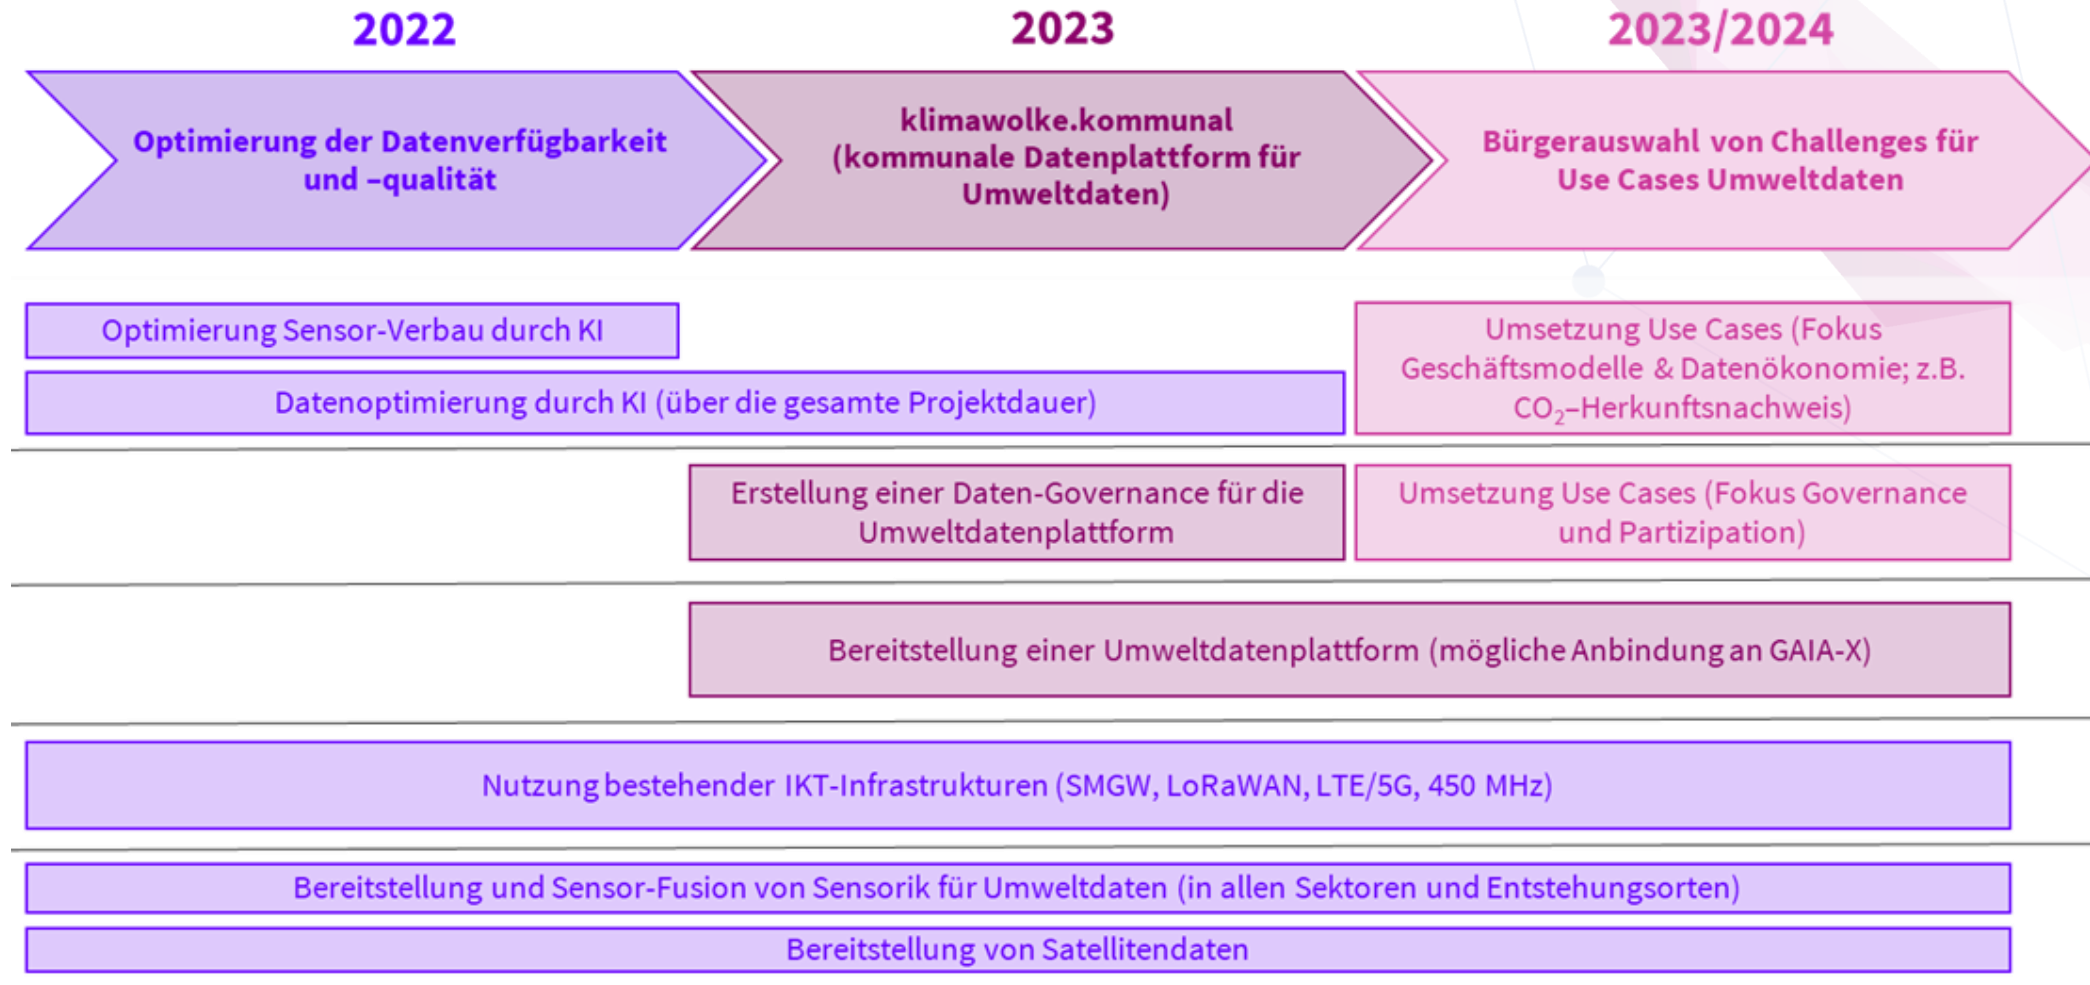 2022
2023
2023/2024
Optimierung der Datenverfügbarkeit
und –qualität
klimawolke.kommunal
(kommunale Datenplattform für
Umweltdaten)
Bürgerauswahl von Challenges für
Use Cases Umweltdaten
Optimierung Sensor-Verbau durch KI
Datenoptimierung durch KI (über die gesamte Projektdauer)
Umsetzung Use Cases (Fokus
Geschäftsmodelle & Datenökonomie; z.B.
CO₂–Herkunftsnachweis)
Erstellung einer Daten-Governance für die
Umweltdatenplattform
Umsetzung Use Cases (Fokus Governance
und Partizipation)
Bereitstellung einer Umweltdatenplattform (mögliche Anbindung an GAIA-X)
Nutzung bestehender IKT-Infrastrukturen (SMGW, LoRaWAN, LTE/5G, 450 MHz)
Bereitstellung und Sensor-Fusion von Sensorik für Umweltdaten (in allen Sektoren und Entstehungsorten)
Bereitstellung von Satellitendaten